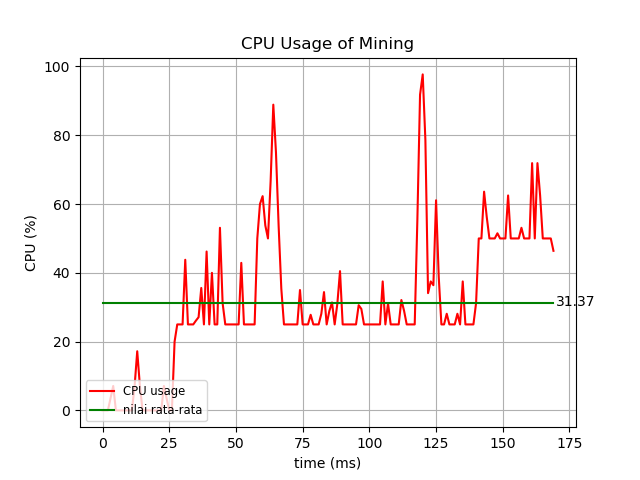 CPU Usage of Mining
CPU (%)
100
80
60
40
20
0
31.37
CPU usage
nilai rata-rata
0 25 50 75 100 125 150 175
time (ms)